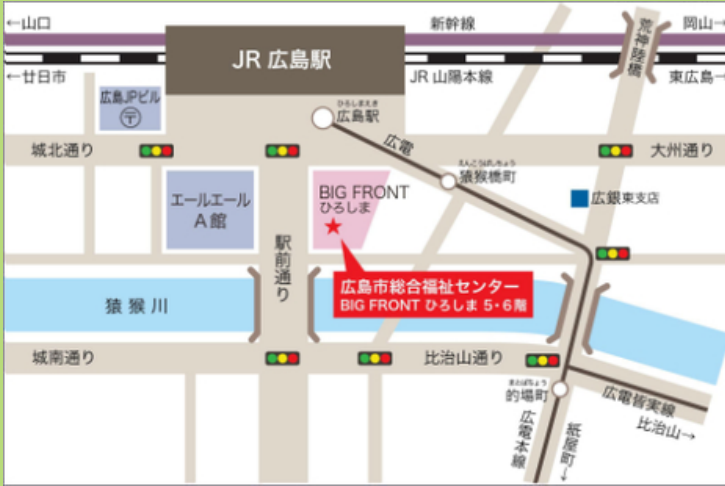 ←山口
新幹線
岡山→
荒神陸橋
JR 広島駅
←廿日市
JR 山陽本線
東広島→
広島JPビル
〒
ひろしまえき
広島駅
城北通り
広電
大州通り
えんこうばしちょう
猿猴橋町
エールエール
A館
BIG FRONT
ひろしま
広銀東支店
駅前通り
広島市総合福祉センター
BIG FRONT ひろしま 5・6階
猿猴川
城南通り
比治山通り
まとばちょう
的場町
広電皆実線
比治山→
広電本線
紙屋町→